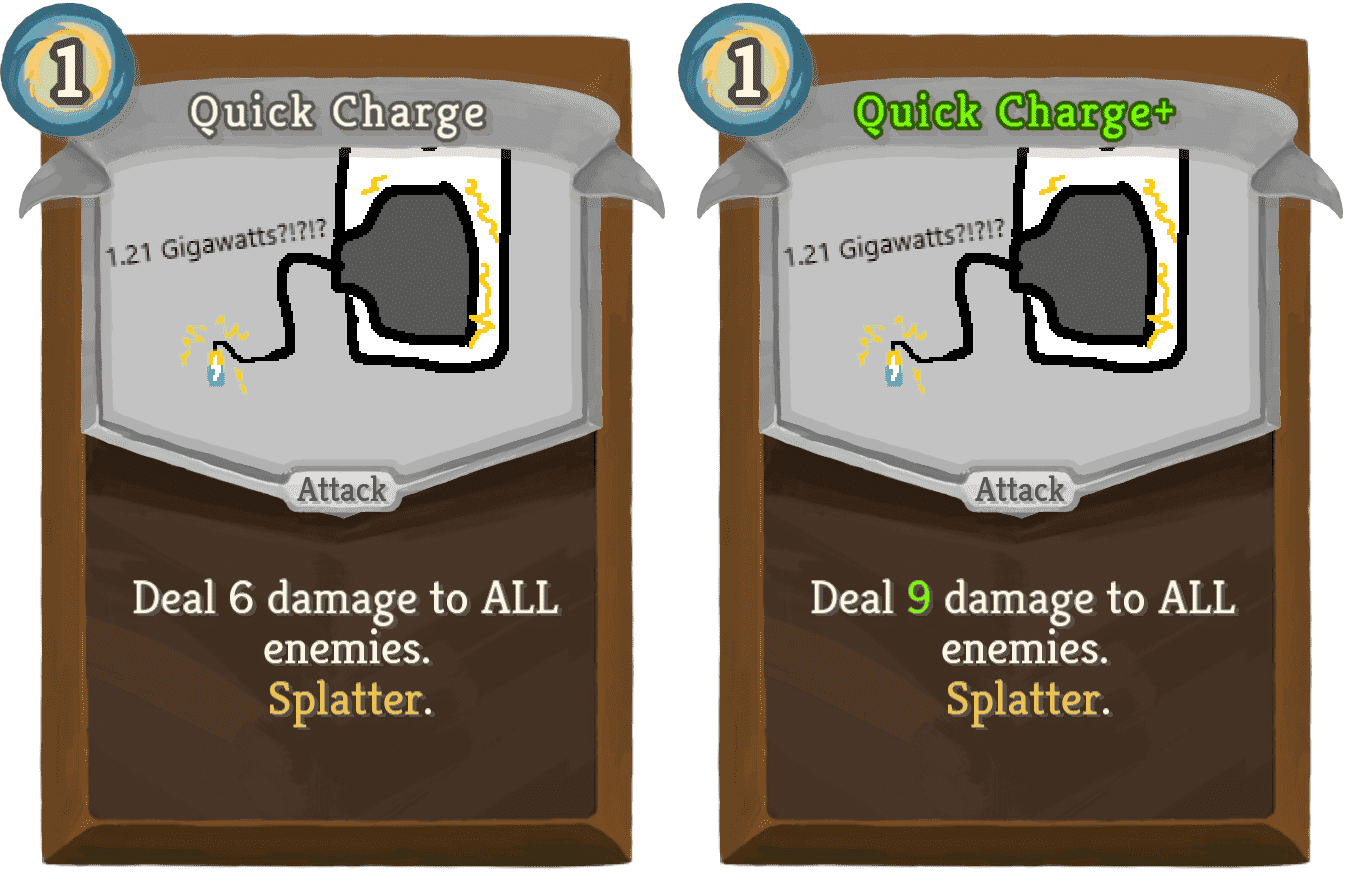 1
Quick Charge
1.21 Gigawatts?!?!?
Attack
Deal 6 damage to ALL
enemies.
Splatter.
1
Quick Charge+
1.21 Gigawatts?!?!?
Attack
Deal 9 damage to ALL
enemies.
Splatter.